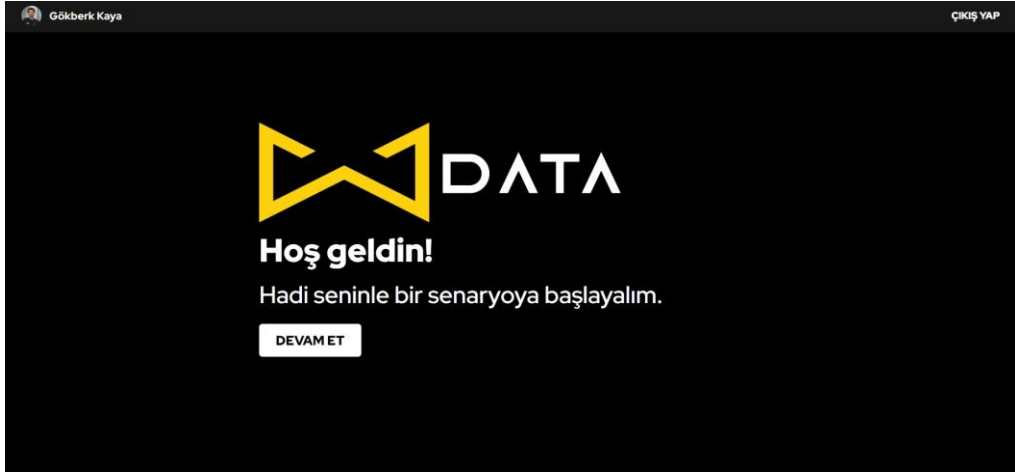 Gökberk Kaya
ÇIKIŞ YAP
DATA
Hoş geldin!
Hadi seninle bir senaryoya başlayalım.
DEVAM ET